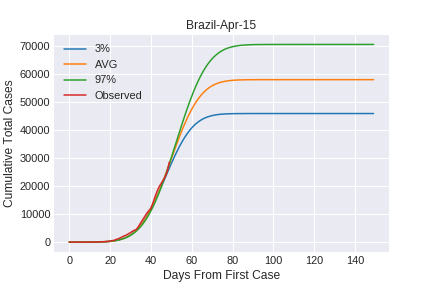 Brazil-Apr-15
Cumulative Total Cases
70000
60000
50000
40000
30000
20000
10000
0
3%
AVG
97%
Observed
0 20 40 60 80 100 120 140
Days From First Case